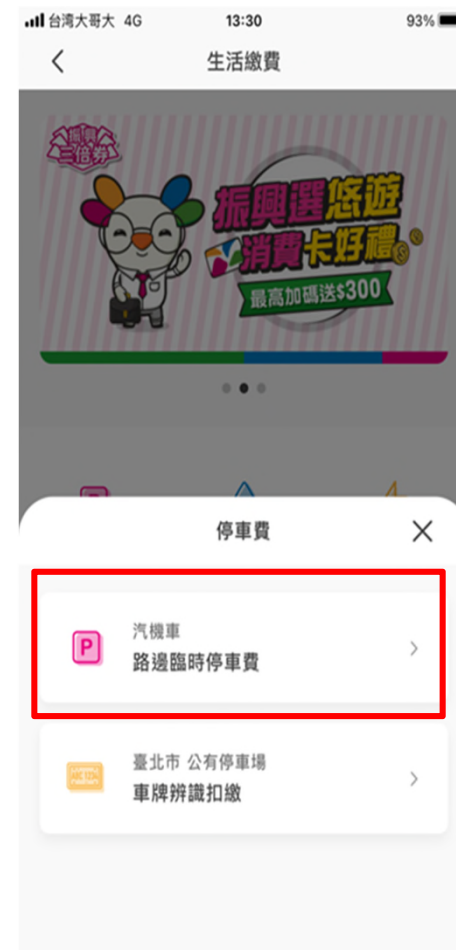 台湾大哥大 4G 13:30 93%
生活繳費
振興
三倍券
振興選悠遊
消費卡好禮
最高加碼送$300
P
停車費
P
汽機車
路邊臨時停車費
ABC 1234
臺北市 公有停車場
車牌辨識扣繳